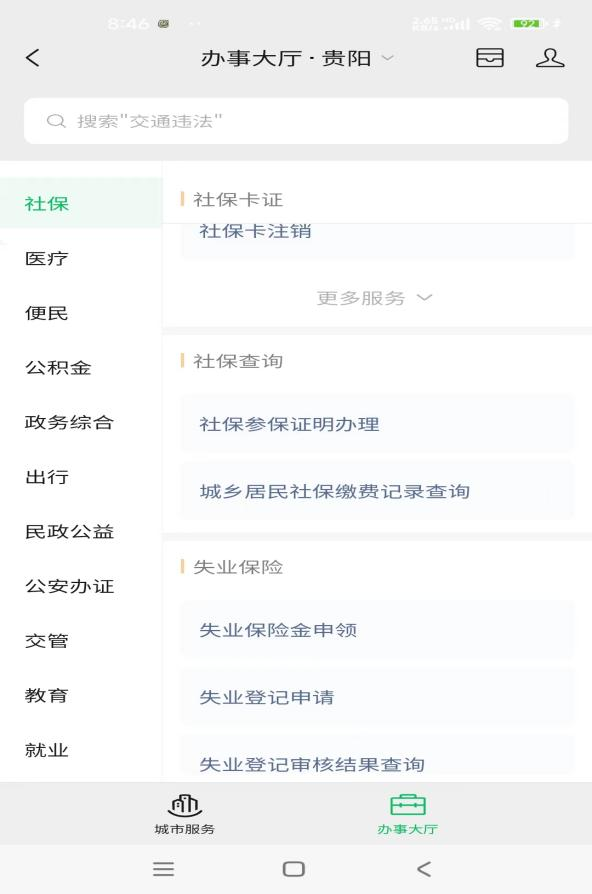 8:46
2.65 KB/s HD 92
办事大厅·贵阳
搜索"交通违法"
社保
医疗
便民
公积金
政务综合
出行
民政公益
公安办证
交管
教育
就业
社保卡证
社保卡注销
更多服务
社保查询
社保参保证明办理
城乡居民社保缴费记录查询
失业保险
失业保险金申领
失业登记申请
失业登记审核结果查询
城市服务
办事大厅